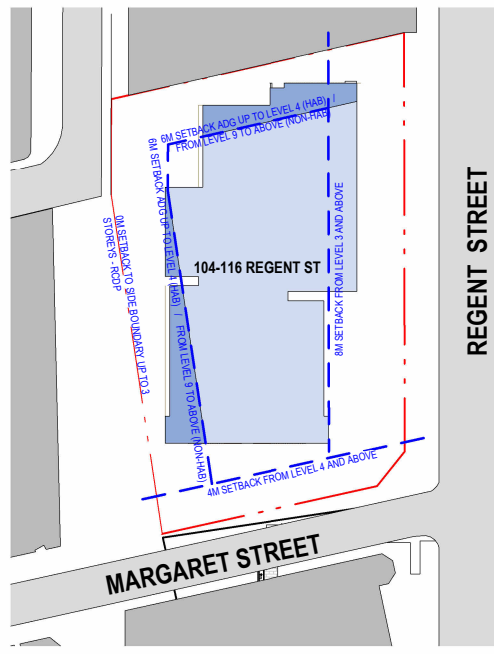 6M SETBACK ADG UP TO LEVEL 4 (HAB) /
FROM LEVEL 9 TO ABOVE (NON-HAB)
6M SETBACK ADG UP TO LEVEL 4 (HAB) / FROM LEVEL 9 TO ABOVE (NON-HAB)
0M SETBACK TO SIDE BOUNDARY UP TO 3
STOREYS - RCDP
104-116 REGENT ST
8M SETBACK FROM LEVEL 3 AND ABOVE
REGENT STREET
4M SETBACK FROM LEVEL 4 AND ABOVE
MARGARET STREET